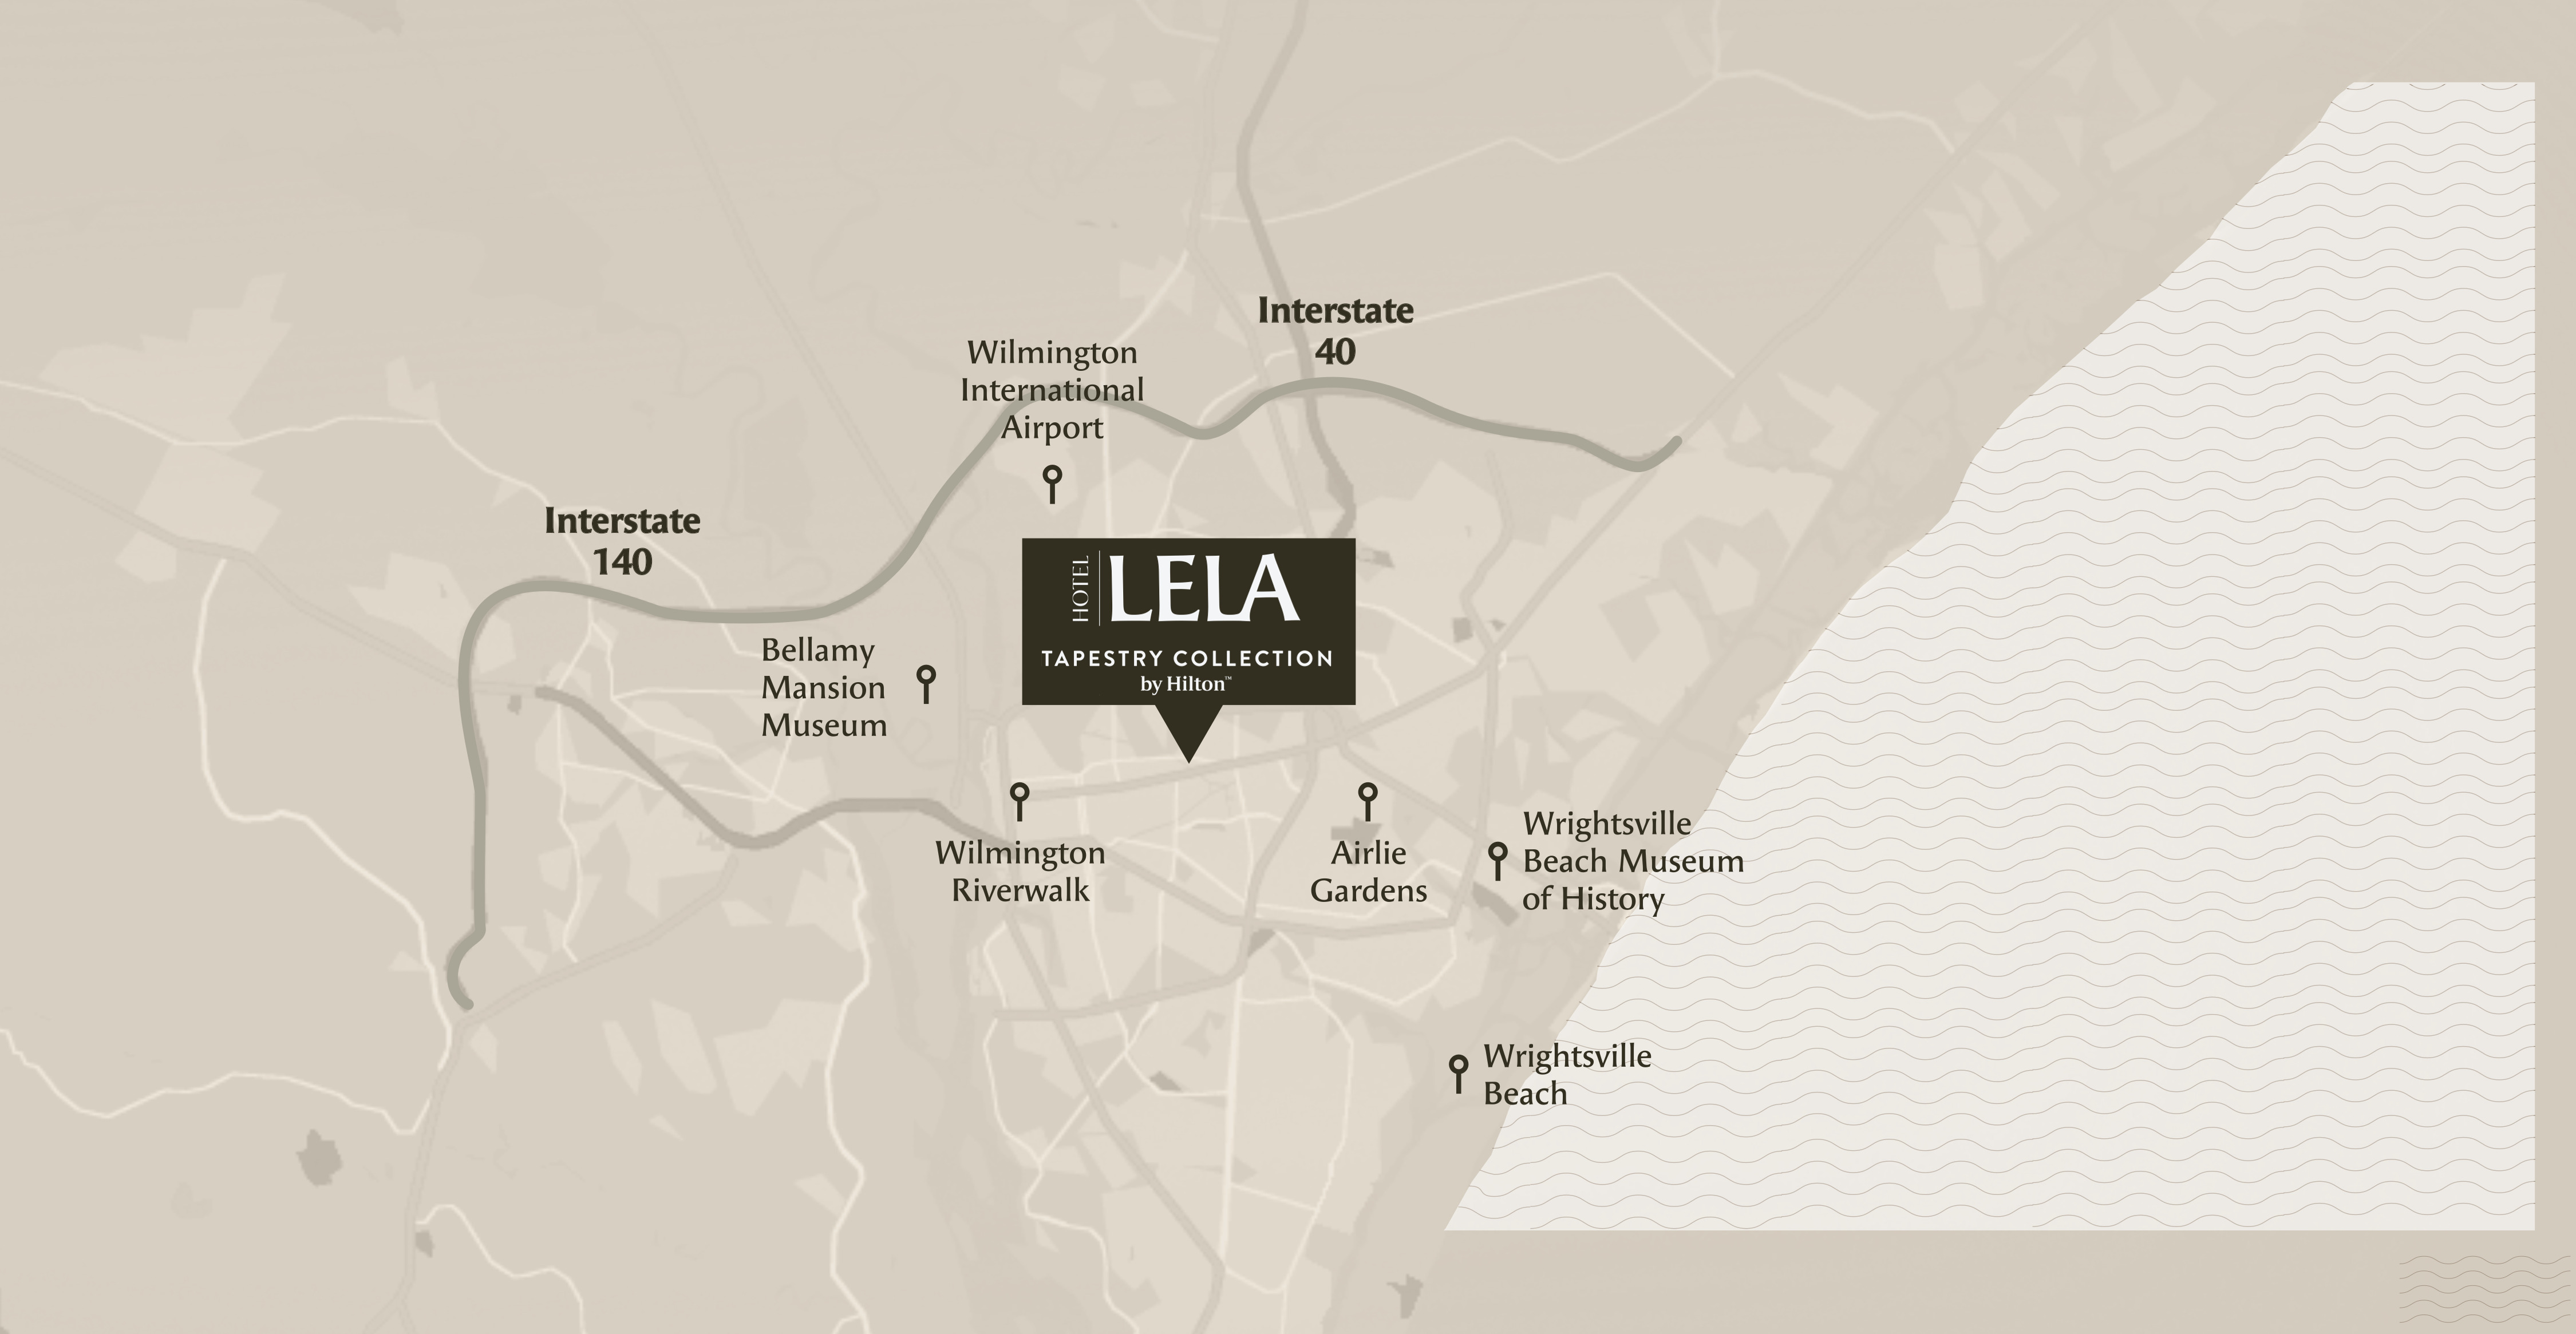 Interstate
40
Wilmington
International
Airport
Interstate
140
HOTEL
LELA
TAPESTRY COLLECTION
by Hilton™
Bellamy
Mansion
Museum
Wilmington
Riverwalk
Airlie
Gardens
Wrightsville
Beach Museum
of History
Wrightsville
Beach